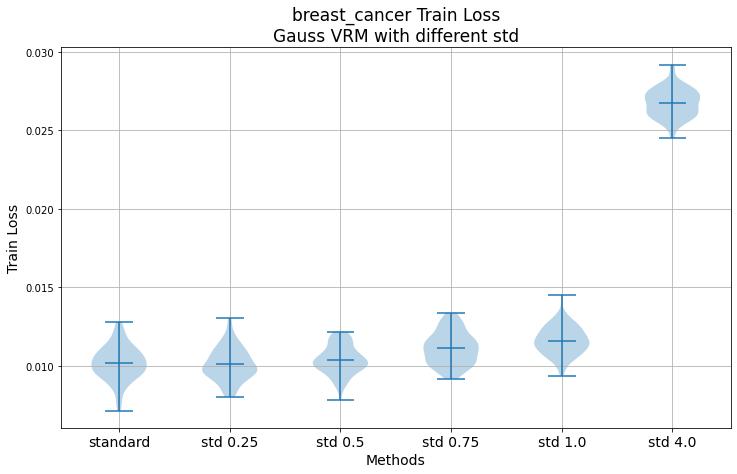 breast_cancer Train Loss
Gauss VRM with different std
0.030
0.025
0.020
0.015
0.010
Train Loss
standard
std 0.25
std 0.5
std 0.75
std 1.0
std 4.0
Methods